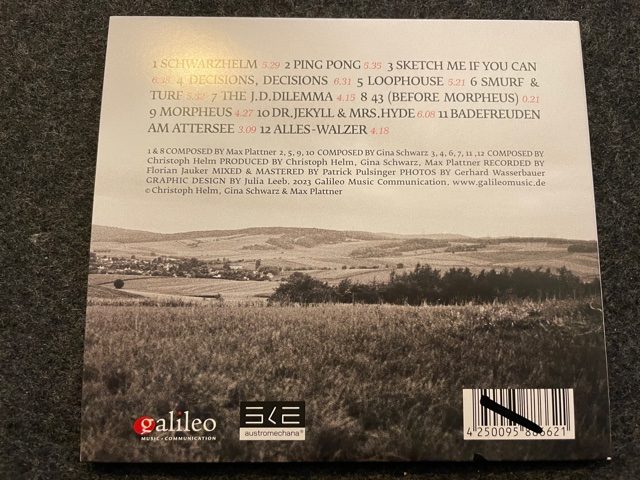 1 SCHWARZHELM 5.29 2 PING PONG 5.35 3 SKETCH ME IF YOU CAN
6.38 4 DECISIONS, DECISIONS 6.31 5 LOOPHOUSE 5.21 6 SMURF &
TURF 5.32 7 THE J.D.DILEMMA 4.15 8 43 (BEFORE MORPHEUS) 0.21
9 MORPHEUS 4.27 10 DR.JEKYLL & MRS.HYDE 6.08 11 BADEFREUDEN
AM ATTERSEE 3.09 12 ALLES-WALZER 4.18
1 & 8 COMPOSED BY Max Plattner 2, 5, 9, 10 COMPOSED BY Gina Schwarz 3, 4, 6, 7, 11 ,12 COMPOSED BY
Christoph Helm PRODUCED BY Christoph Helm, Gina Schwarz, Max Plattner RECORDED BY
Florian Jauker MIXED & MASTERED BY Patrick Pulsinger PHOTOS BY Gerhard Wasserbauer
GRAPHIC DESIGN BY Julia Leeb. 2023 Galileo Music Communication, www.galileomusic.de
© Christoph Helm, Gina Schwarz & Max Plattner
galileo
MUSIC • COMMUNICATION
SKE
austromechana®
4 250095